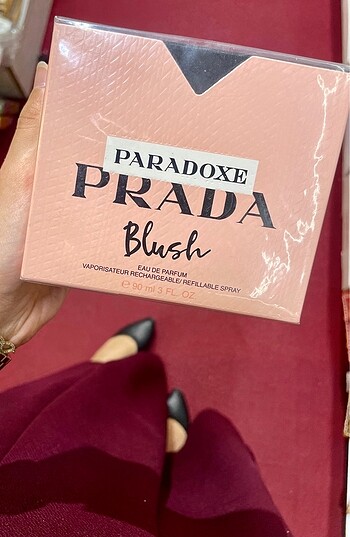 PARADOXE
PRADA
Blush
EAU DE PARFUM
VAPORISATEUR RECHARGEABLE/ REFILLABLE SPRAY
℮ 90 ml 3 FL. OZ